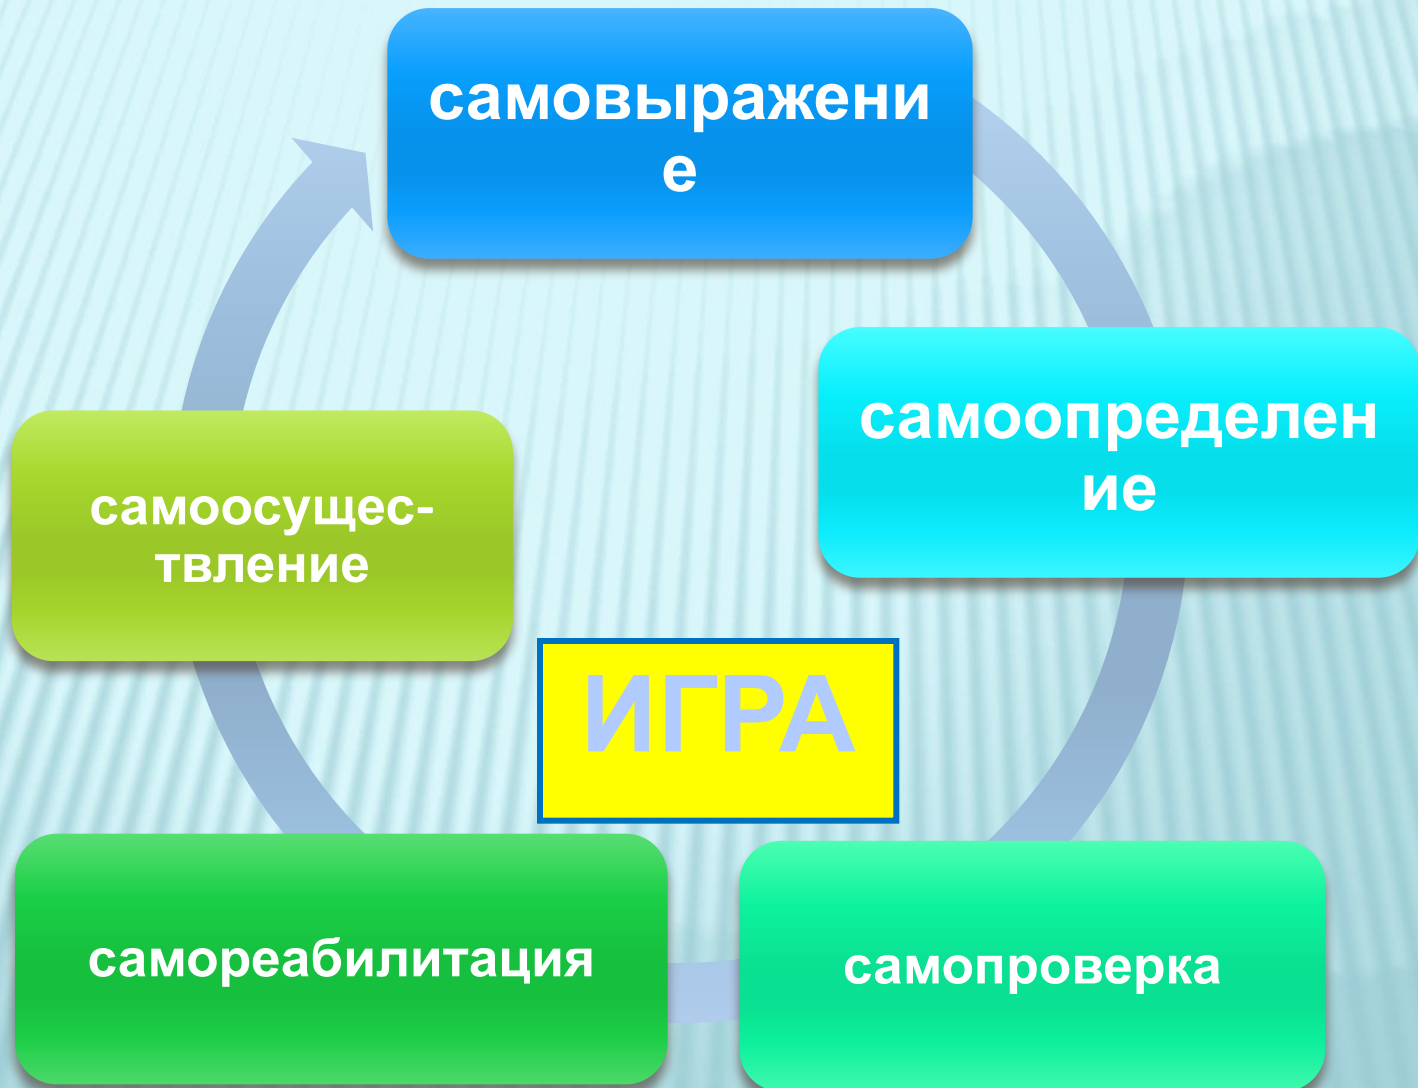 самовыражени
е
самоопределен
ие
самоосущес-
твление
ИГРА
самореабилитация
самопроверка